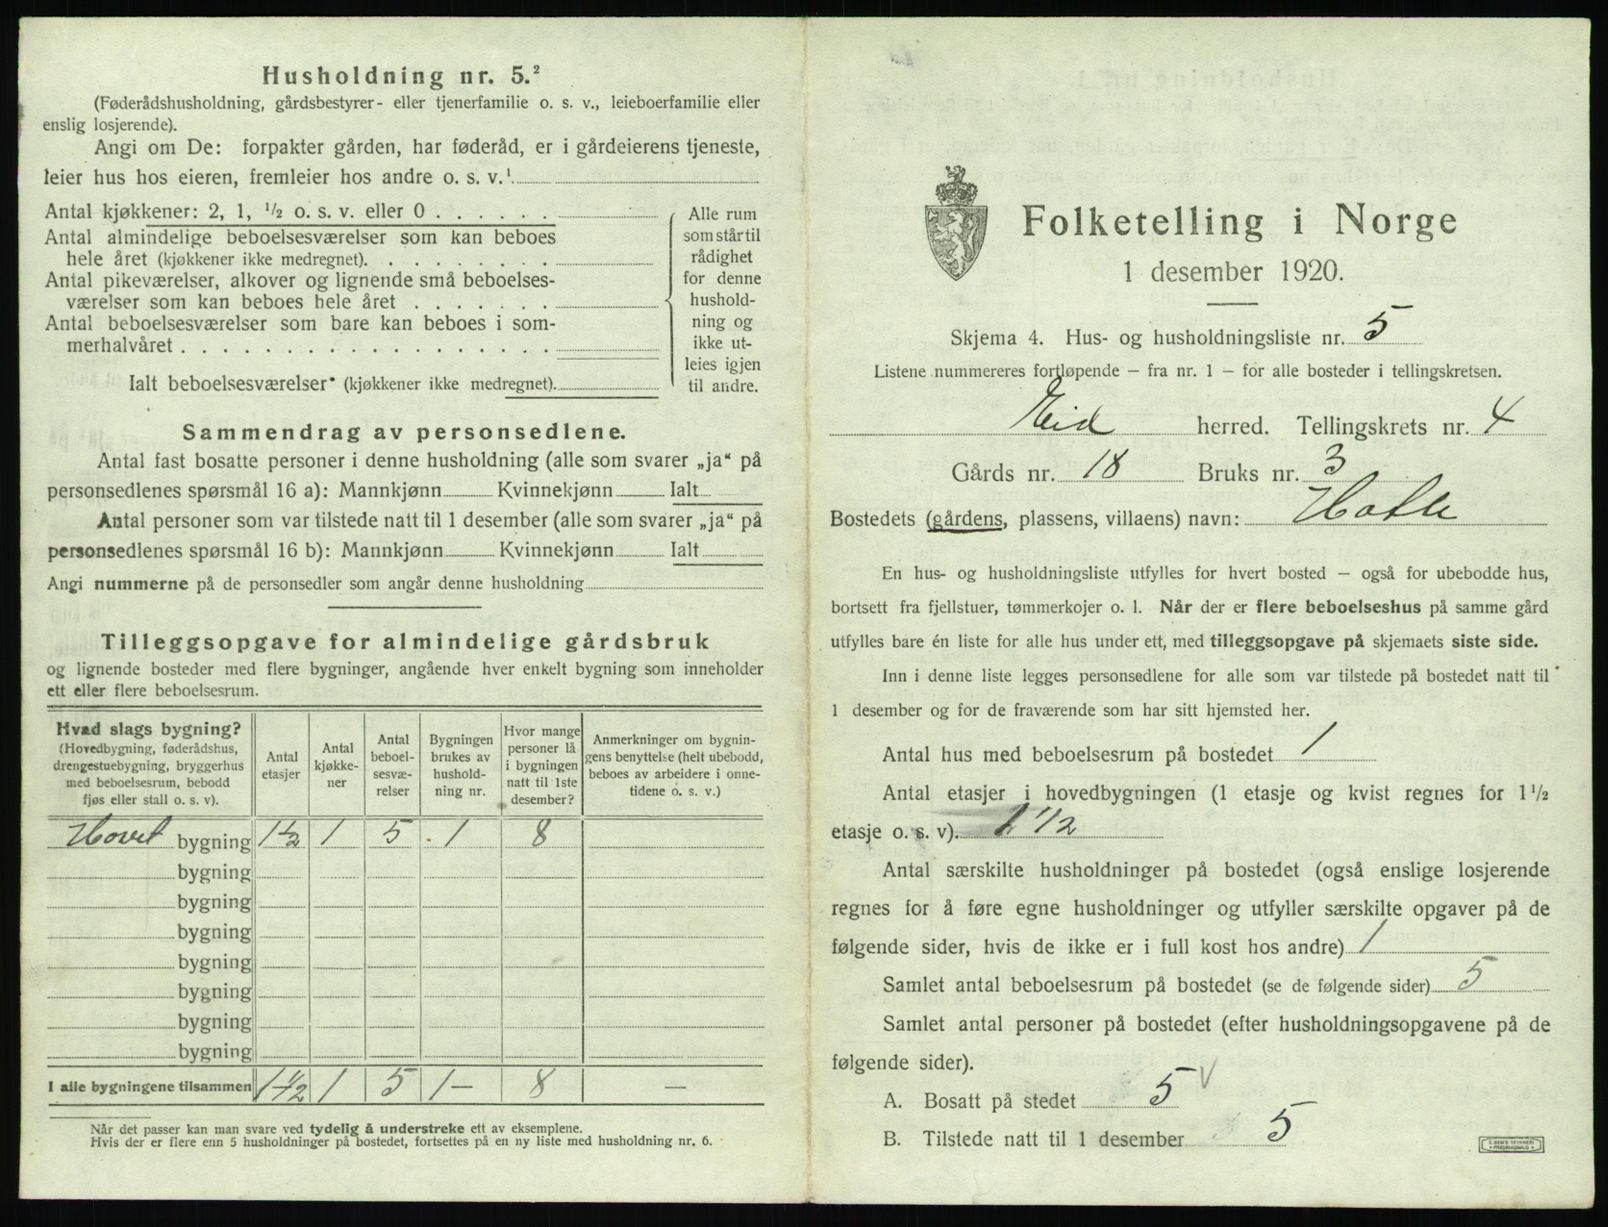 Husholdning nr. 5.²
(Føderådshusholdning, gårdsbestyrer- eller tjenerfamilie o. s. v., leieboerfamilie eller
enslig losjerende).
Angi om De: forpakter gården, har føderåd, er i gårdeierens tjeneste,
leier hus hos eieren, fremleier hos andre o. s. v.¹
Antal kjøkkener: 2, 1, ½ o. s. v. eller 0 . . . . . .
Antal almindelige beboelsesværelser som kan beboes
hele året (kjøkkener ikke medregnet). . . . . . . . .
Antal pikeværelser, alkover og lignende små beboelses-
værelser som kan beboes hele året . . . . . . .
Antal beboelsesværelser som bare kan beboes i som-
merhalvåret . . . . . . . . . . . . . . . . . .
Ialt beboelsesværelser* (kjøkkener ikke medregnet).
Alle rum
som står til
rådighet
for denne
hushold-
ning og
ikke ut-
leies igjen
til andre.
Sammendrag av personsedlene.
Antal fast bosatte personer i denne husholdning (alle som svarer „ja“ på
personsedlenes spørsmål 16 a): Mannkjønn Kvinnekjønn Ialt
Antal personer som var tilstede natt til 1 desember (alle som svarer „ja“ på
personsedlenes spørsmål 16 b): Mannkjønn Kvinnekjønn Ialt
Angi nummerne på de personsedler som angår denne husholdning
Tilleggsopgave for almindelige gårdsbruk
og lignende bosteder med flere bygninger, angående hver enkelt bygning som inneholder
ett eller flere beboelsesrum.
Hvad slags bygning?
(Hovedbygning, føderådshus,
drengestuebygning, bryggerhus
med beboelsesrum, bebodd
fjøs eller stall o. s. v).
Antal
etasjer
Antal
kjøkke-
ner
Antal
beboel-
sesvæ-
relser
Bygningen
brukes av
hushold-
ning nr.
Hvor mange
personer lå
i bygningen
natt til 1ste
desember?
Anmerkninger om bygnin-
gens benyttelse (helt ubebodd,
beboes av arbeidere i onne-
tidene o. s. v.)
Hovet bygning 1½ 1 5 1 8
bygning
bygning
bygning
bygning
bygning
bygning
bygning
I alle bygningene tilsammen 1½ 1 5 1 — 8 —
Når det passer kan man svare ved tydelig å understreke ett av eksemplene.
Hvis der er flere enn 5 husholdninger på bostedet, fortsettes på en ny liste med husholdning nr. 6.
Folketelling i Norge
1 desember 1920.
Skjema 4. Hus- og husholdningsliste nr. 5
Listene nummereres fortløpende – fra nr. 1 – for alle bosteder i tellingskretsen.
Eid herred. Tellingskrets nr. 4
Gårds nr. 18 Bruks nr. 3
Bostedets (gårdens, plassens, villaens) navn:
En hus- og husholdningsliste utfylles for hvert bosted – også for ubebodde hus,
bortsett fra fjellstuer, tømmerkojer o. l. Når der er flere beboelseshus på samme gård
utfylles bare én liste for alle hus under ett, med tilleggsopgave på skjemaets siste side.
Inn i denne liste legges personsedlene for alle som var tilstede på bostedet natt til
1 desember og for de fraværende som har sitt hjemsted her.
Antal hus med beboelsesrum på bostedet 1
Antal etasjer i hovedbygningen (1 etasje og kvist regnes for 1 ½
etasje o. s. v). 1 ½
Antal særskilte husholdninger på bostedet (også enslige losjerende
regnes for å føre egne husholdninger og utfyller særskilte opgaver på de
følgende sider, hvis de ikke er i full kost hos andre) 1
Samlet antal beboelsesrum på bostedet (se de følgende sider) 5
Samlet antal personer på bostedet (efter husholdningsopgavene på de
følgende sider).
A. Bosatt på stedet 5 √
B. Tilstede natt til 1 desember 5